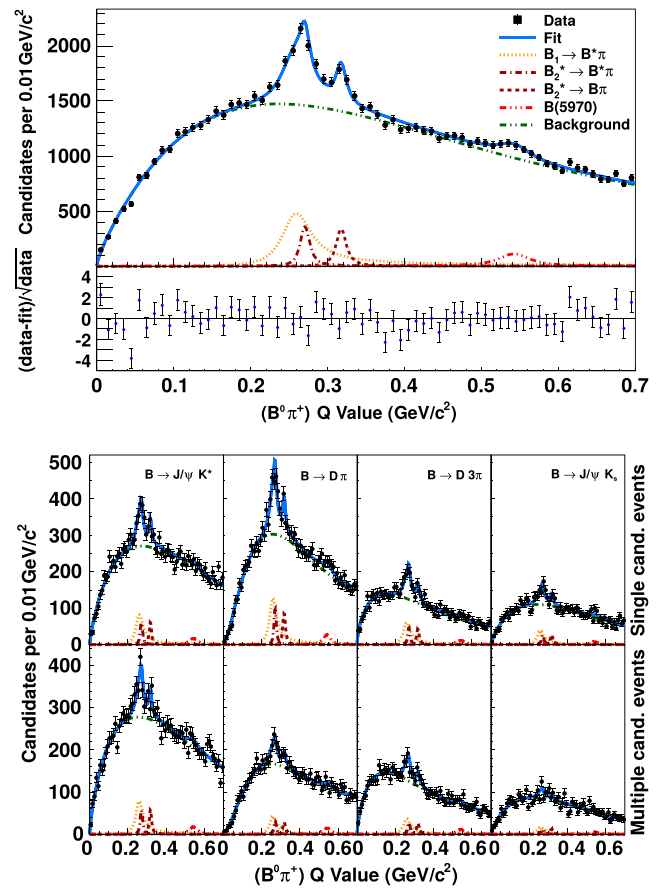 Candidates per 0.01 GeV/c²
2000
1500
1000
500
Data
Fit
B₁ → B*π
B₂* → B*π
B₂* → Bπ
B(5970)
Background
(data-fit)/√data
4
2
0
-2
-4
0 0.1 0.2 0.3 0.4 0.5 0.6 0.7
(B⁰π⁺) Q Value (GeV/c²)
Candidates per 0.01 GeV/c²
500
400
300
200
100
0
B → J/ψ K*
B → D π
B → D 3π
B → J/ψ Kₛ
Single cand. events
400
300
200
100
0
Multiple cand. events
0 0.2 0.4 0.60 0.2 0.4 0.60 0.2 0.4 0.60 0.2 0.4 0.6
(B⁰π⁺) Q Value (GeV/c²)